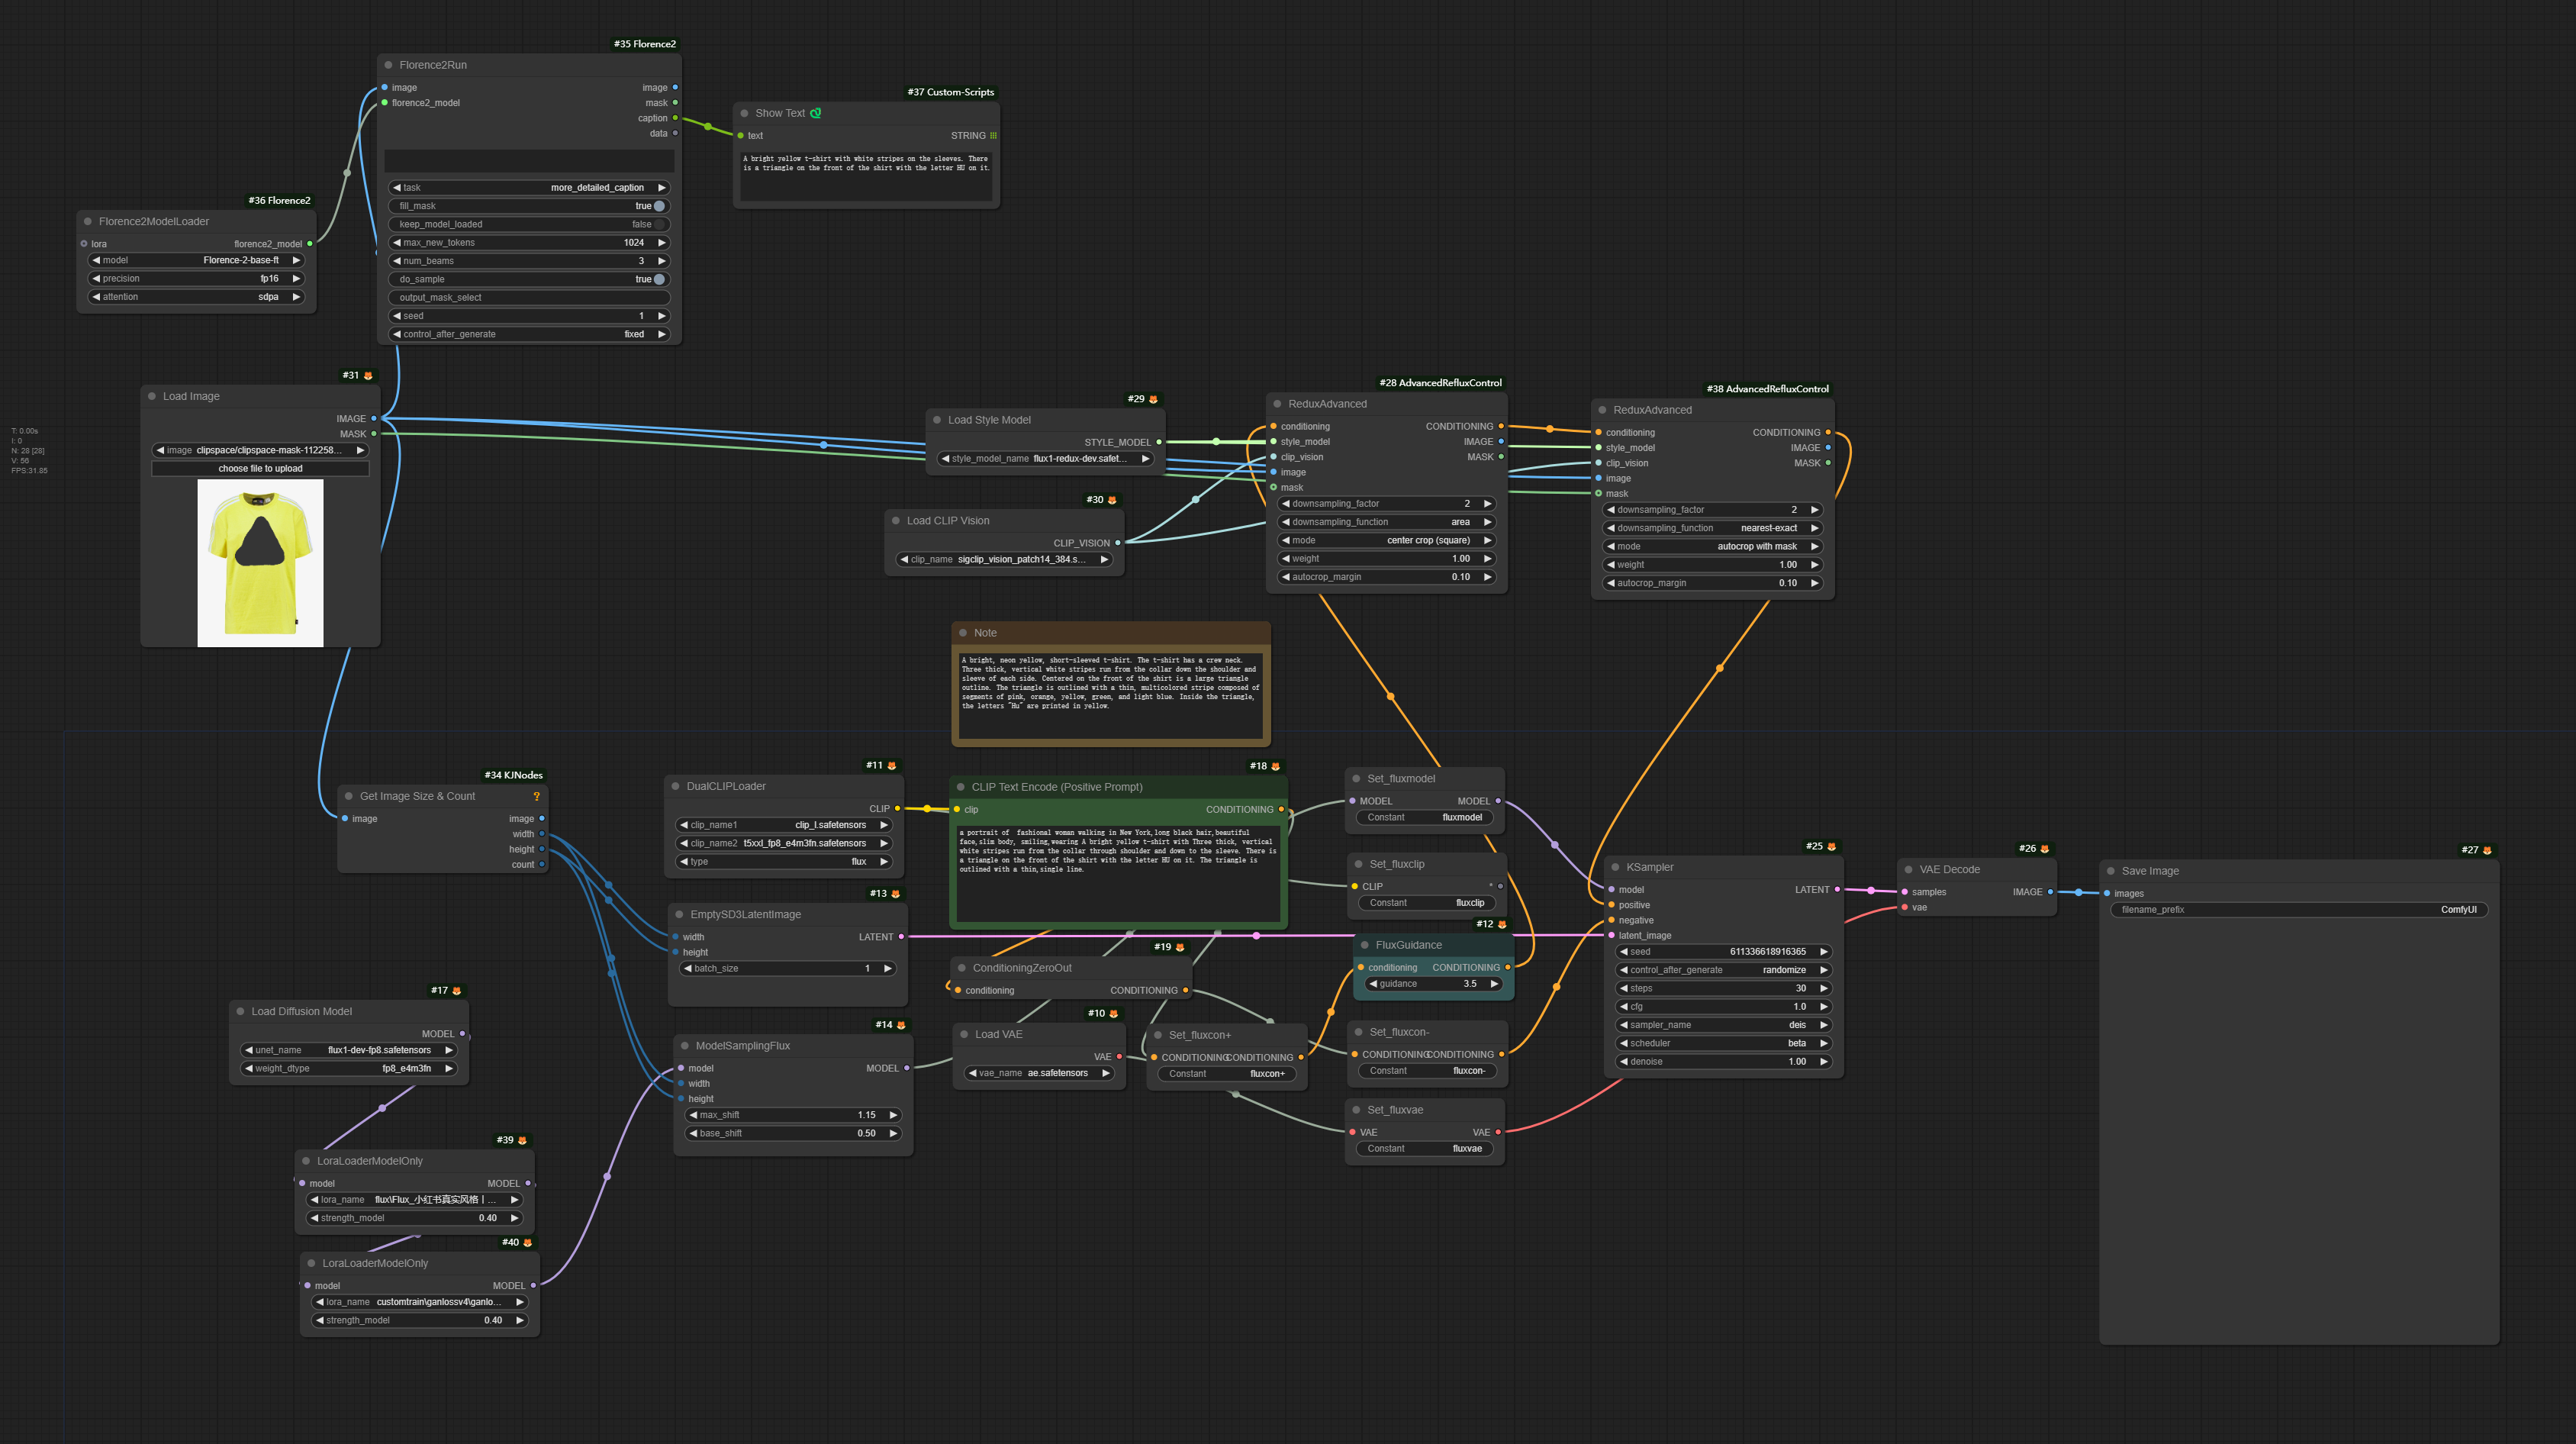 #35 Florence2
Florence2Run
image
image
florence2_model
mask
caption
data
task more_detailed_caption
fill_mask true
keep_model_loaded false
max_new_tokens 1024
num_beams 3
do_sample true
output_mask_select
seed 1
control_after_generate fixed
#37 Custom-Scripts
Show Text
text STRING
A bright yellow t-shirt with white stripes on the sleeves. There
is a triangle on the front of the shirt with the letter HU on it.
#36 Florence2
Florence2ModelLoader
lora florence2_model
model Florence-2-base-ft
precision fp16
attention sdpa
#31
Load Image
IMAGE
MASK
image clipspace/clipspace-mask-112258...
choose file to upload
T: 0.00s
I: 0
N: 28 [28]
V: 56
FPS:31.85
#29
Load Style Model
STYLE_MODEL
style_model_name flux1-redux-dev.safet...
#30
Load CLIP Vision
CLIP_VISION
clip_name sigclip_vision_patch14_384.s...
#28 AdvancedRefluxControl
ReduxAdvanced
conditioning CONDITIONING
style_model IMAGE
clip_vision MASK
image
mask
downsampling_factor 2
downsampling_function area
mode center crop (square)
weight 1.00
autocrop_margin 0.10
#38 AdvancedRefluxControl
ReduxAdvanced
conditioning CONDITIONING
style_model IMAGE
clip_vision MASK
image
mask
downsampling_factor 2
downsampling_function nearest-exact
mode autocrop with mask
weight 1.00
autocrop_margin 0.10
Note
A bright, neon yellow, short-sleeved t-shirt. The t-shirt has a crew neck.
Three thick, vertical white stripes run from the collar down the shoulder and
sleeve of each side. Centered on the front of the shirt is a large triangle
outline. The triangle is outlined with a thin, multicolored stripe composed of
segments of pink, orange, yellow, green, and light blue. Inside the triangle,
the letters "Hu" are printed in yellow.
#34 KJNodes
Get Image Size & Count ?
image image
width
height
count
#11
DualCLIPLoader
CLIP
clip_name1 clip_l.safetensors
clip_name2 t5xxl_fp8_e4m3fn.safetensors
type flux
#18
CLIP Text Encode (Positive Prompt)
clip CONDITIONING
a portrait of  fashional woman walking in New York,long black hair,beautiful
face,slim body, smiling,wearing A bright yellow t-shirt with Three thick, vertical
white stripes run from the collar through shoulder and down to the sleeve. There is
a triangle on the front of the shirt with the letter HU on it. The triangle is
outlined with a thin,single line.
Set_fluxmodel
MODEL MODEL
Constant fluxmodel
Set_fluxclip
CLIP *
Constant fluxclip
#13
EmptySD3LatentImage
width LATENT
height
batch_size 1
#19
ConditioningZeroOut
conditioning CONDITIONING
#12
FluxGuidance
conditioning CONDITIONING
guidance 3.5
#25
KSampler
model LATENT
positive
negative
latent_image
seed 611336618916365
control_after_generate randomize
steps 30
cfg 1.0
sampler_name deis
scheduler beta
denoise 1.00
#26
VAE Decode
samples IMAGE
vae
#27
Save Image
images
filename_prefix ComfyUI
#17
Load Diffusion Model
MODEL
unet_name flux1-dev-fp8.safetensors
weight_dtype fp8_e4m3fn
#14
ModelSamplingFlux
model MODEL
width
height
max_shift 1.15
base_shift 0.50
#10
Load VAE
VAE
vae_name ae.safetensors
Set_fluxcon+
CONDITIONING CONDITIONING
Constant fluxcon+
Set_fluxcon-
CONDITIONING CONDITIONING
Constant fluxcon-
Set_fluxvae
VAE VAE
Constant fluxvae
#39
LoraLoaderModelOnly
model MODEL
lora_name flux\Flux_小红书真实风格丨...
strength_model 0.40
#40
LoraLoaderModelOnly
model MODEL
lora_name customtrain\ganlossv4\ganlo...
strength_model 0.40